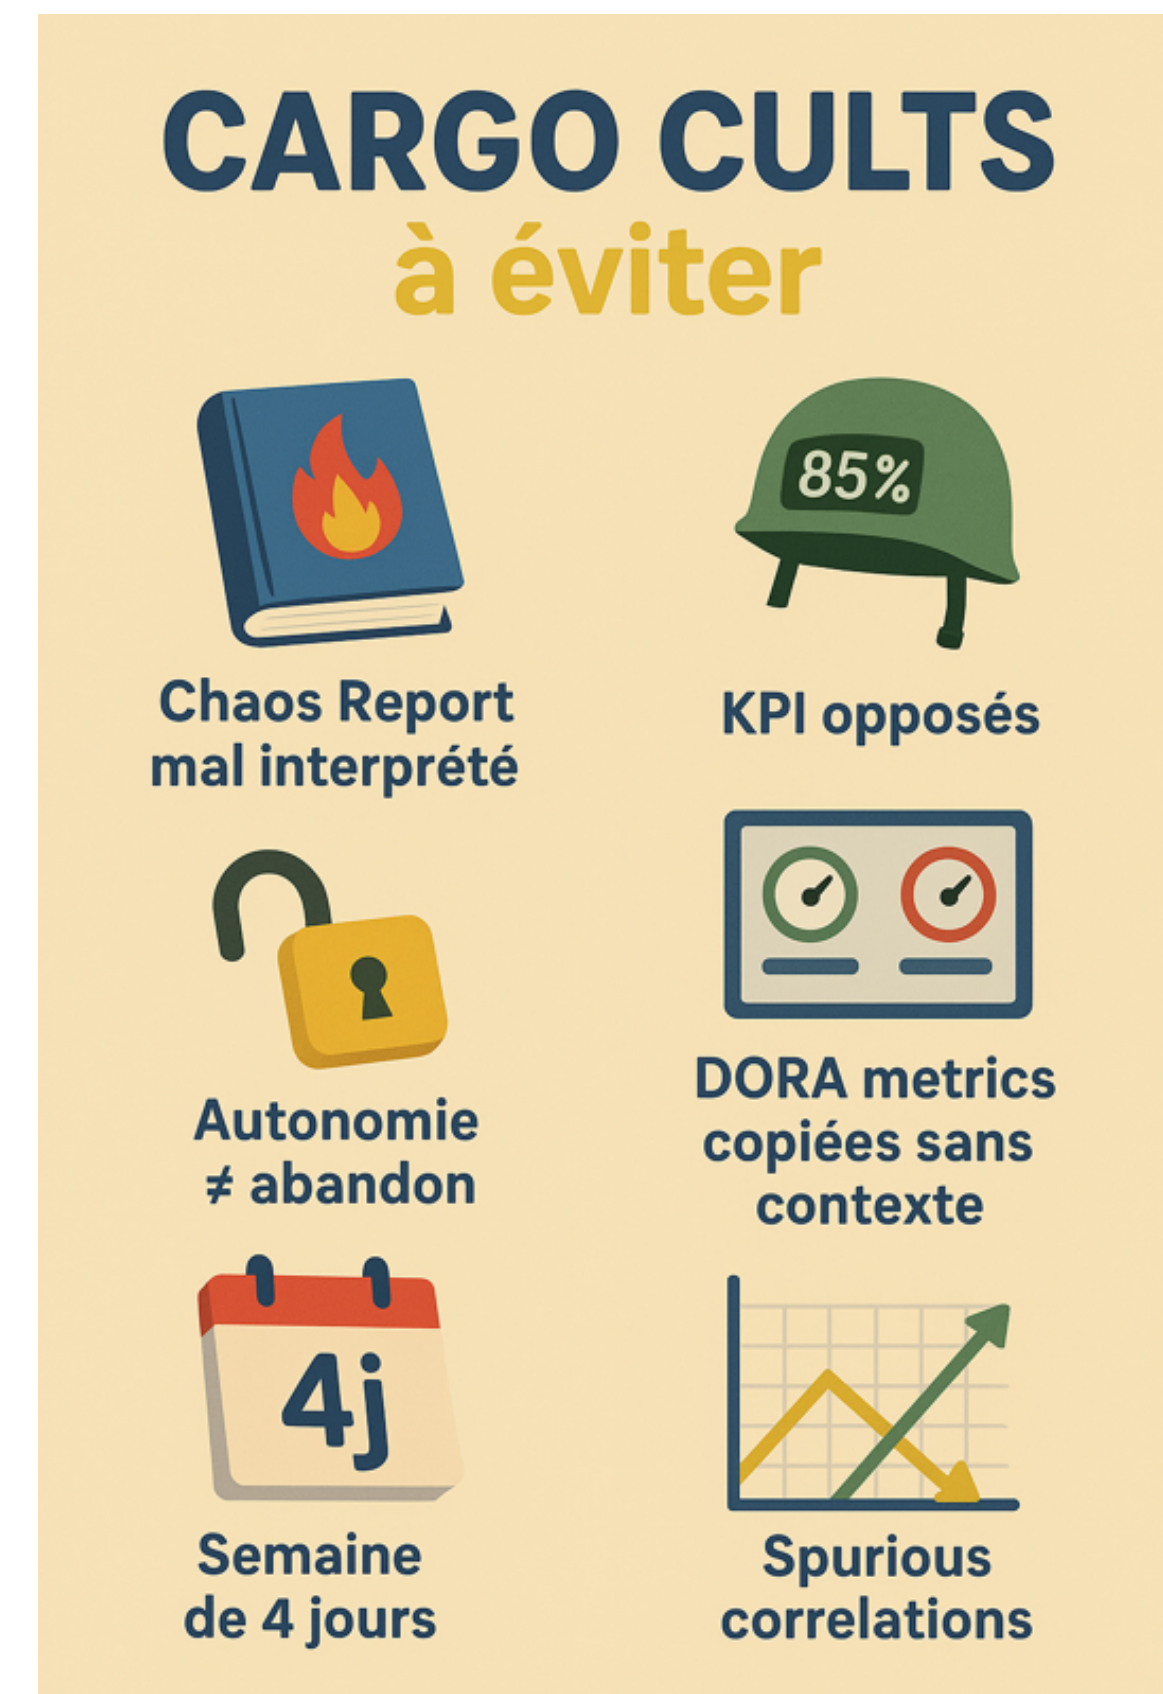 CARGO CULTS
à éviter
Chaos Report
mal interprété
85%
KPI opposés
Autonomie
≠ abandon
DORA metrics
copiées sans
contexte
4j
Semaine
de 4 jours
Spurious
correlations